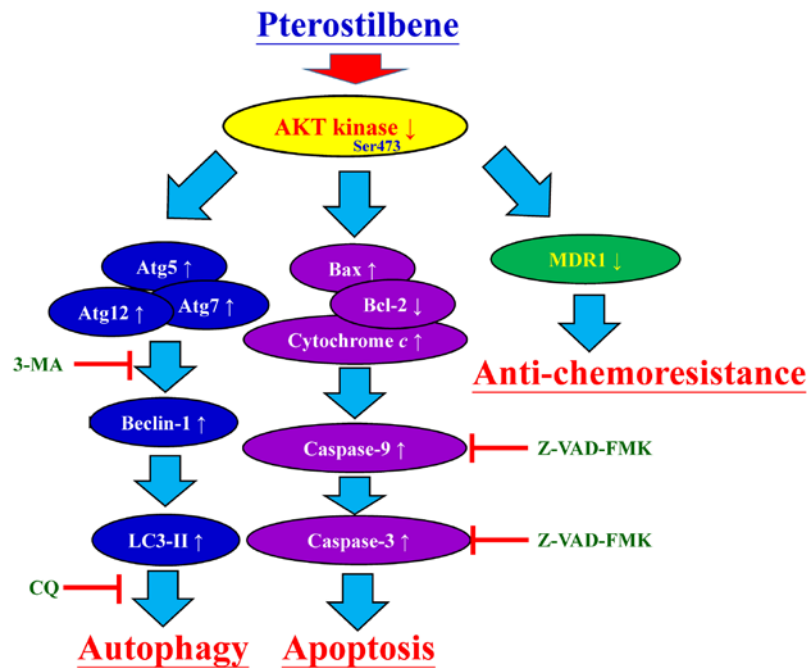 Pterostilbene
AKT kinase ↓
Ser473
Atg5 ↑
Atg12 ↑
Atg7 ↑
Bax ↑
Bcl-2 ↓
Cytochrome c ↑
MDR1 ↓
3-MA
Anti-chemoresistance
Beclin-1 ↑
Caspase-9 ↑
Z-VAD-FMK
LC3-II ↑
Caspase-3 ↑
Z-VAD-FMK
CQ
Autophagy
Apoptosis